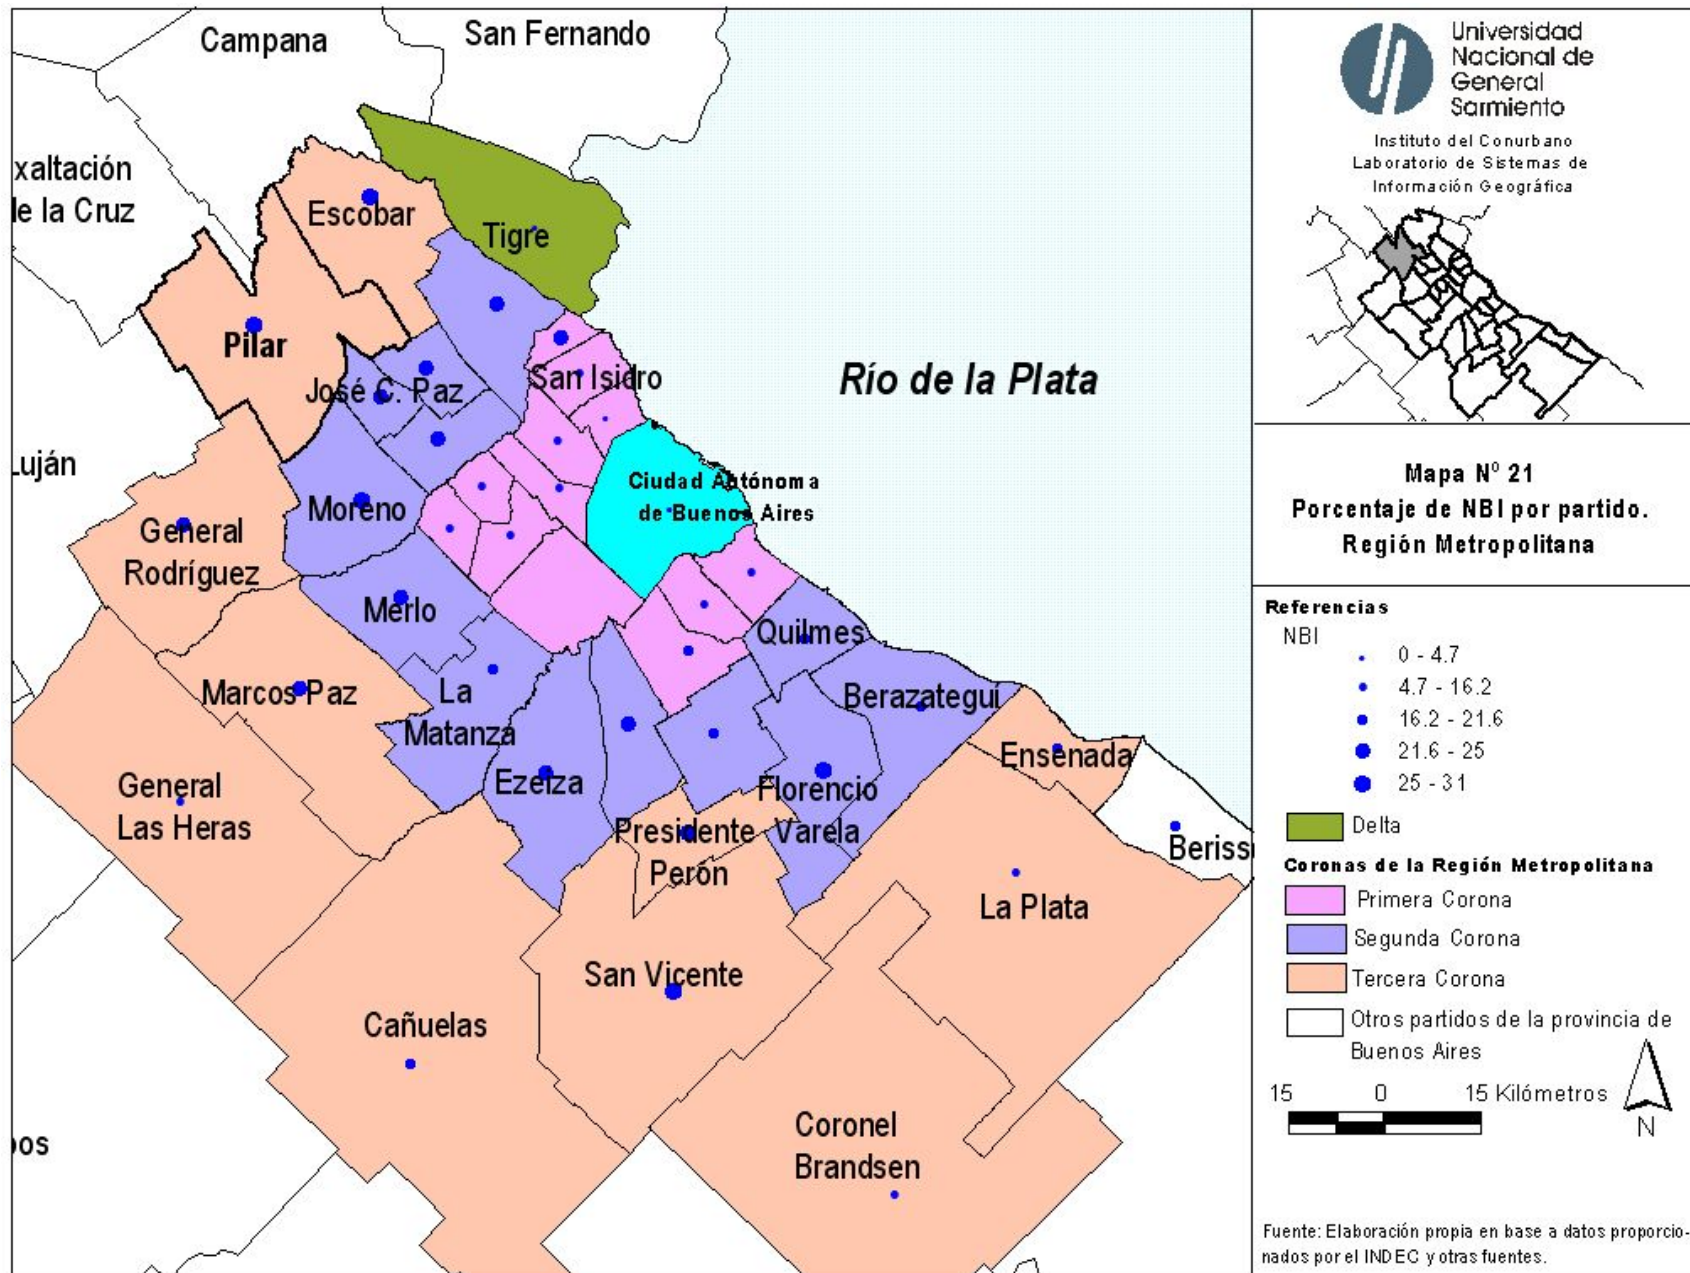 Campana
San Fernando
xaltación
le la Cruz
Escobar
Tigre
Pilar
José C. Paz
San Isidro
Río de la Plata
Luján
Moreno
Ciudad Autónoma
de Buenos Aires
General
Rodríguez
Merlo
Quilmes
Marcos Paz
La
Matanza
Berazategui
Ensenada
General
Las Heras
Ezeiza
Florencio
Varela
Presidente
Perón
Beriss
La Plata
San Vicente
Cañuelas
Coronel
Brandsen
os
Universidad
Nacional de
General
Sarmiento
Instituto del Conurbano
Laboratorio de Sistemas de
Información Geográfica
Mapa Nº 21
Porcentaje de NBI por partido.
Región Metropolitana
Referencias
NBI
0 - 4.7
4.7 - 16.2
16.2 - 21.6
21.6 - 25
25 - 31
Delta
Coronas de la Región Metropolitana
Primera Corona
Segunda Corona
Tercera Corona
Otros partidos de la provincia de
Buenos Aires
15 0 15 Kilómetros
N
Fuente: Elaboración propia en base a datos proporcio-
nados por el INDEC y otras fuentes.